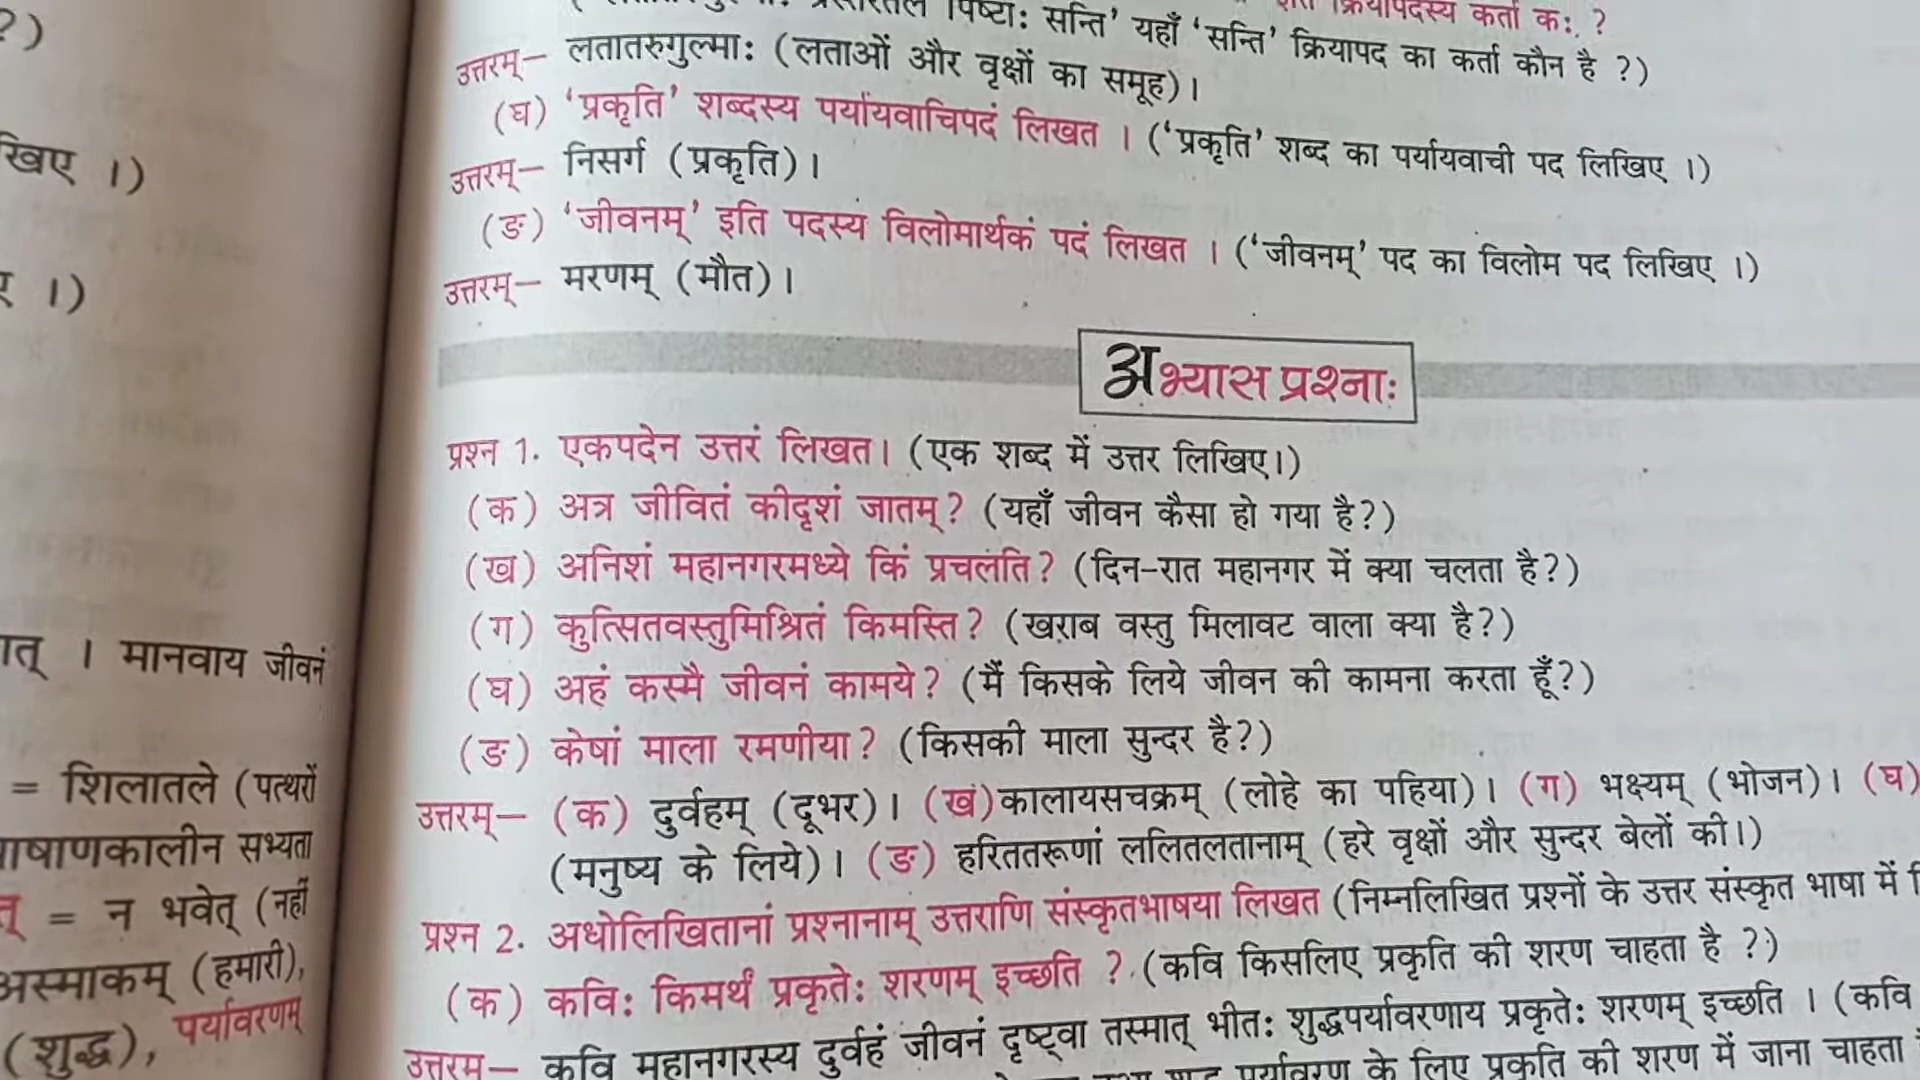 ?)
खिए ।)
ए ।)
मानवाय जीवनं
= शिलातले (पत्थरों
पाषाणकालीन सभ्यता
= न भवेत् (नहीं
अस्माकम् (हमारी),
(शुद्ध), पर्यावरणम्
पिष्टाः सन्ति’ यहाँ ‘सन्ति’ क्रियापद का कर्ता कौन है ?)
क्रियापदस्य कर्ता कः ?
उत्तरम्— लतातरुगुल्माः (लताओं और वृक्षों का समूह)।
(घ) ‘प्रकृति’ शब्दस्य पर्यायवाचिपदं लिखत । (‘प्रकृति’ शब्द का पर्यायवाची पद लिखिए ।)
उत्तरम्— निसर्ग (प्रकृति)।
(ङ) ‘जीवनम्’ इति पदस्य विलोमार्थकं पदं लिखत । (‘जीवनम्’ पद का विलोम पद लिखिए ।)
उत्तरम्— मरणम् (मौत)।
अभ्यास प्रश्नाः
प्रश्न 1. एकपदेन उत्तरं लिखत। (एक शब्द में उत्तर लिखिए।)
(क) अत्र जीवितं कीदृशं जातम्? (यहाँ जीवन कैसा हो गया है?)
(ख) अनिशं महानगरमध्ये किं प्रचलति? (दिन-रात महानगर में क्या चलता है?)
(ग) कुत्सितवस्तुमिश्रितं किमस्ति? (खराब वस्तु मिलावट वाला क्या है?)
(घ) अहं कस्मै जीवनं कामये? (मैं किसके लिये जीवन की कामना करता हूँ?)
(ङ) केषां माला रमणीया? (किसकी माला सुन्दर है?)
उत्तरम्— (क) दुर्वहम् (दूभर)। (ख) कालायसचक्रम् (लोहे का पहिया)। (ग) भक्ष्यम् (भोजन)। (घ)
(मनुष्य के लिये)। (ङ) हरिततरूणां ललितलतानाम् (हरे वृक्षों और सुन्दर बेलों की।)
प्रश्न 2. अधोलिखितानां प्रश्नानाम् उत्तराणि संस्कृतभाषया लिखत (निम्नलिखित प्रश्नों के उत्तर संस्कृत भाषा में
(क) कविः किमर्थं प्रकृतेः शरणम् इच्छति ? (कवि किसलिए प्रकृति की शरण चाहता है ?)
उत्तरम्— कवि महानगरस्य दुर्वहं जीवनं दृष्ट्वा तस्मात् भीतः शुद्धपर्यावरणाय प्रकृतेः शरणम् इच्छति । (कवि
पर्यावरण के लिए प्रकृति की शरण में जाना चाहता